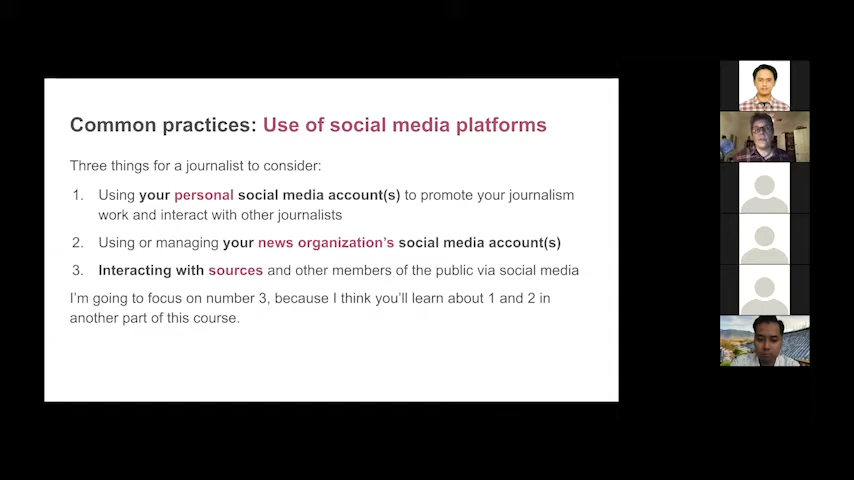 Common practices: Use of social media platforms
Three things for a journalist to consider:
1. Using your personal social media account(s) to promote your journalism
work and interact with other journalists
2. Using or managing your news organization's social media account(s)
3. Interacting with sources and other members of the public via social media
I'm going to focus on number 3, because I think you'll learn about 1 and 2 in
another part of this course.